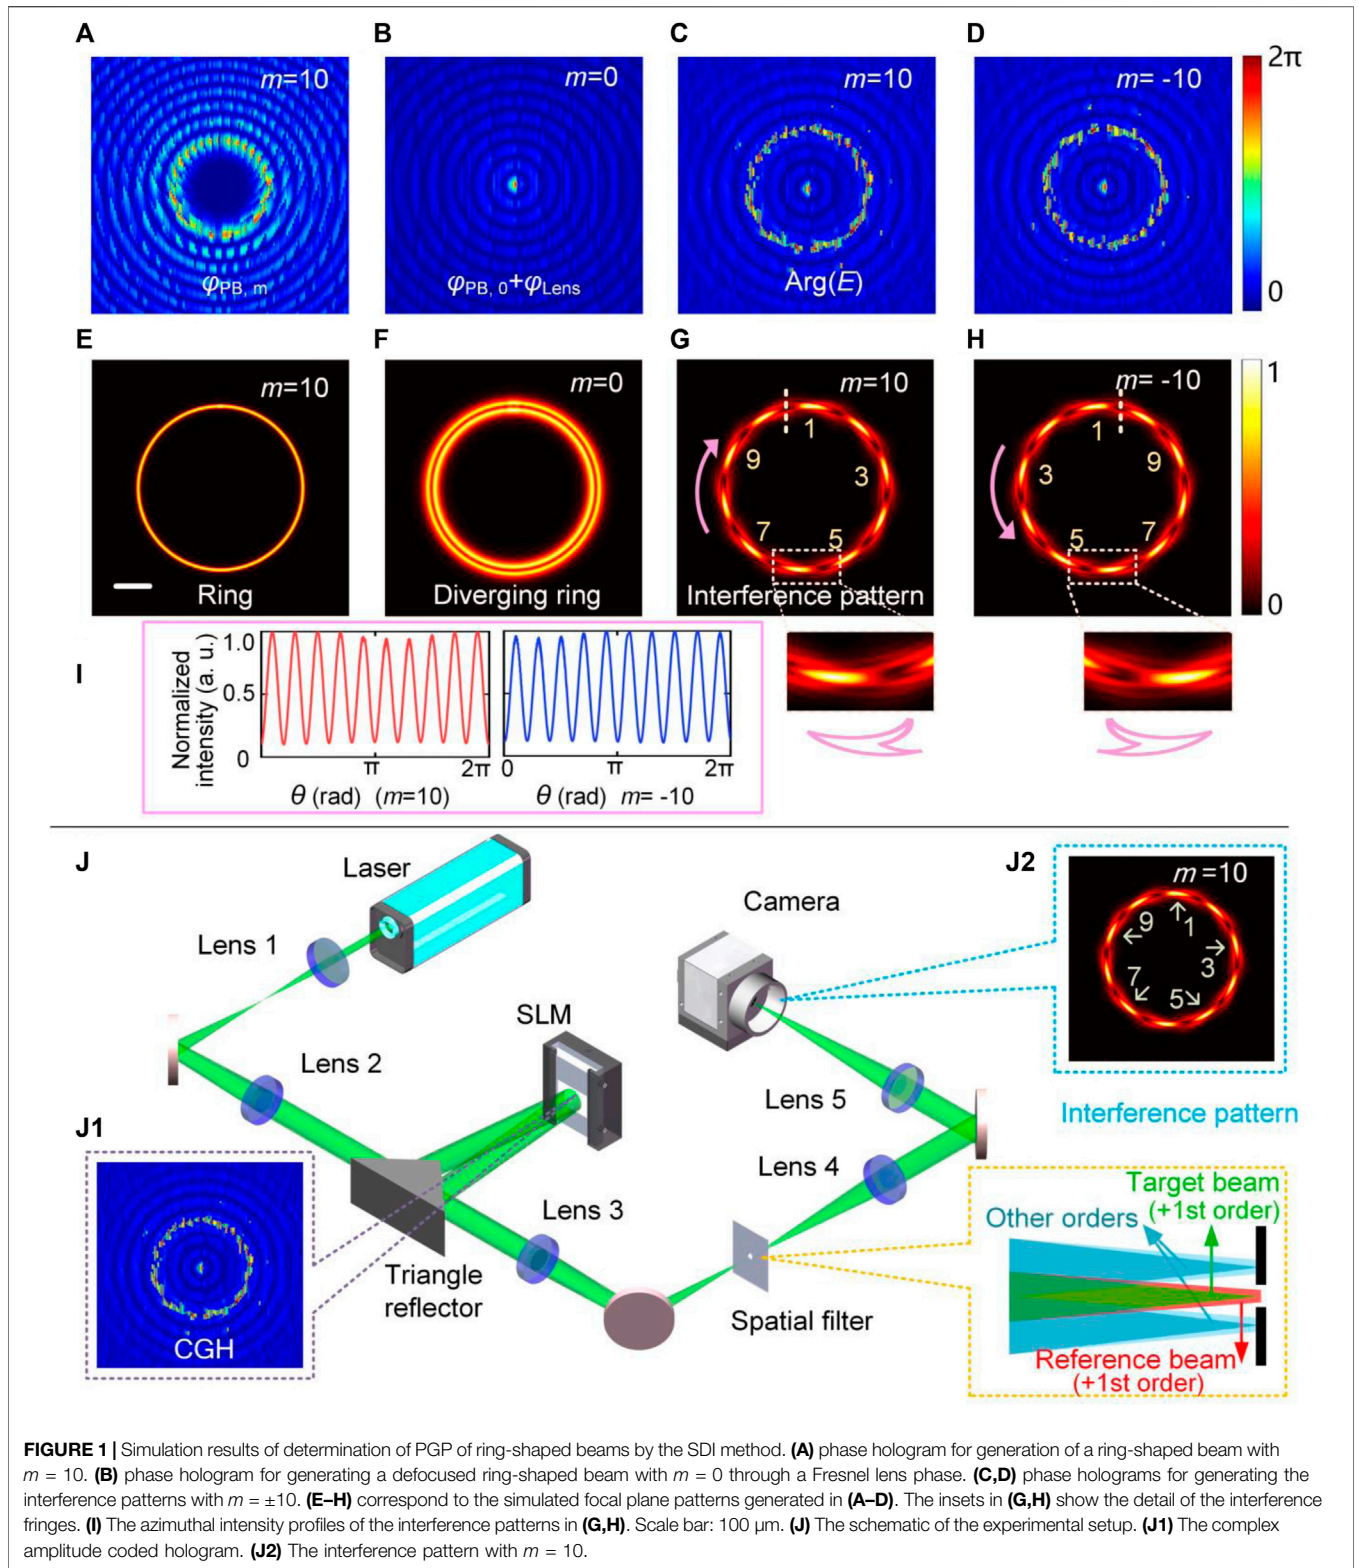 A
B
C
D
m=10
m=0
m=10
m= -10
2π
0
φPB, m
φPB, 0+φLens
Arg(E)
E
F
G
H
m=10
m=0
m=10
m= -10
1
0
1
3
5
7
9
1
3
5
7
9
Ring
Diverging ring
Interference pattern
I
Normalized
intensity (a. u.)
1.0
0.5
0
π
2π
0
π
2π
θ (rad) (m=10)
θ (rad) m= -10
J
Laser
Lens 1
Lens 2
SLM
Camera
J2
m =10
1
3
5
7
9
Interference pattern
Lens 5
Lens 4
Lens 3
J1
CGH
Triangle
reflector
Spatial filter
Target beam
(+1st order)
Other orders
Reference beam
(+1st order)
FIGURE 1 | Simulation results of determination of PGP of ring-shaped beams by the SDI method. (A) phase hologram for generation of a ring-shaped beam with
m = 10. (B) phase hologram for generating a defocused ring-shaped beam with m = 0 through a Fresnel lens phase. (C,D) phase holograms for generating the
interference patterns with m = ±10. (E–H) correspond to the simulated focal plane patterns generated in (A–D). The insets in (G,H) show the detail of the interference
fringes. (I) The azimuthal intensity profiles of the interference patterns in (G,H). Scale bar: 100 μm. (J) The schematic of the experimental setup. (J1) The complex
amplitude coded hologram. (J2) The interference pattern with m = 10.